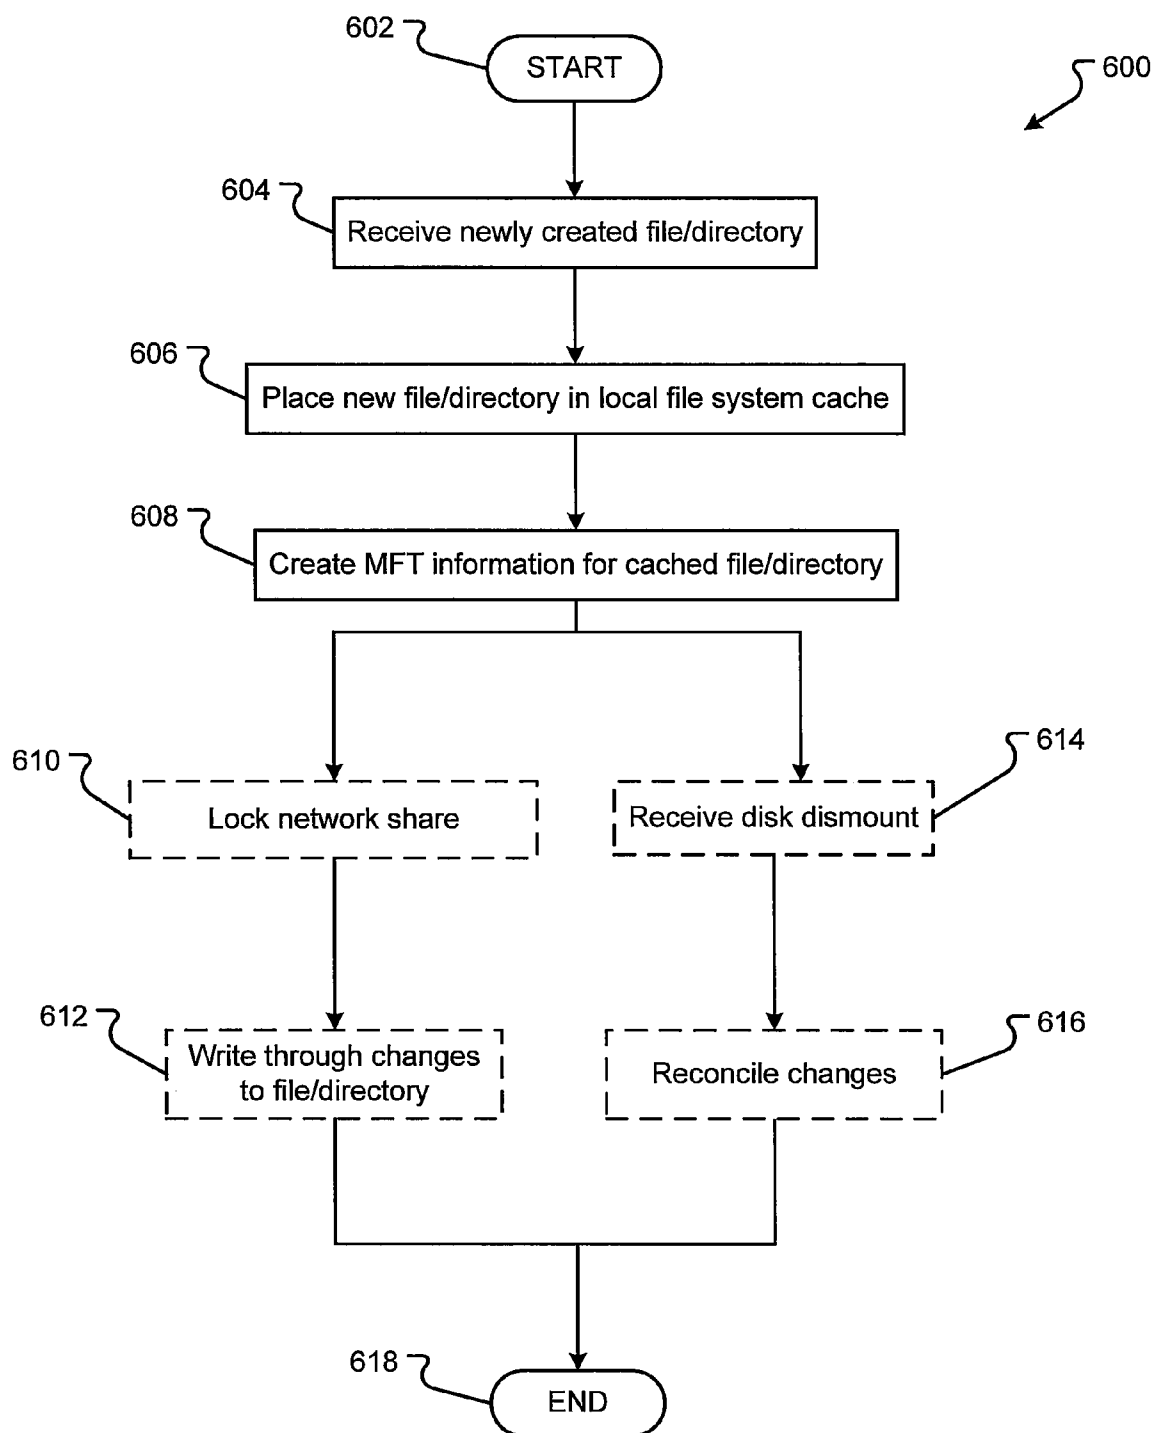 602
START
600
604
Receive newly created file/directory
606
Place new file/directory in local file system cache
608
Create MFT information for cached file/directory
610
Lock network share
614
Receive disk dismount
612
Write through changes
to file/directory
616
Reconcile changes
618
END